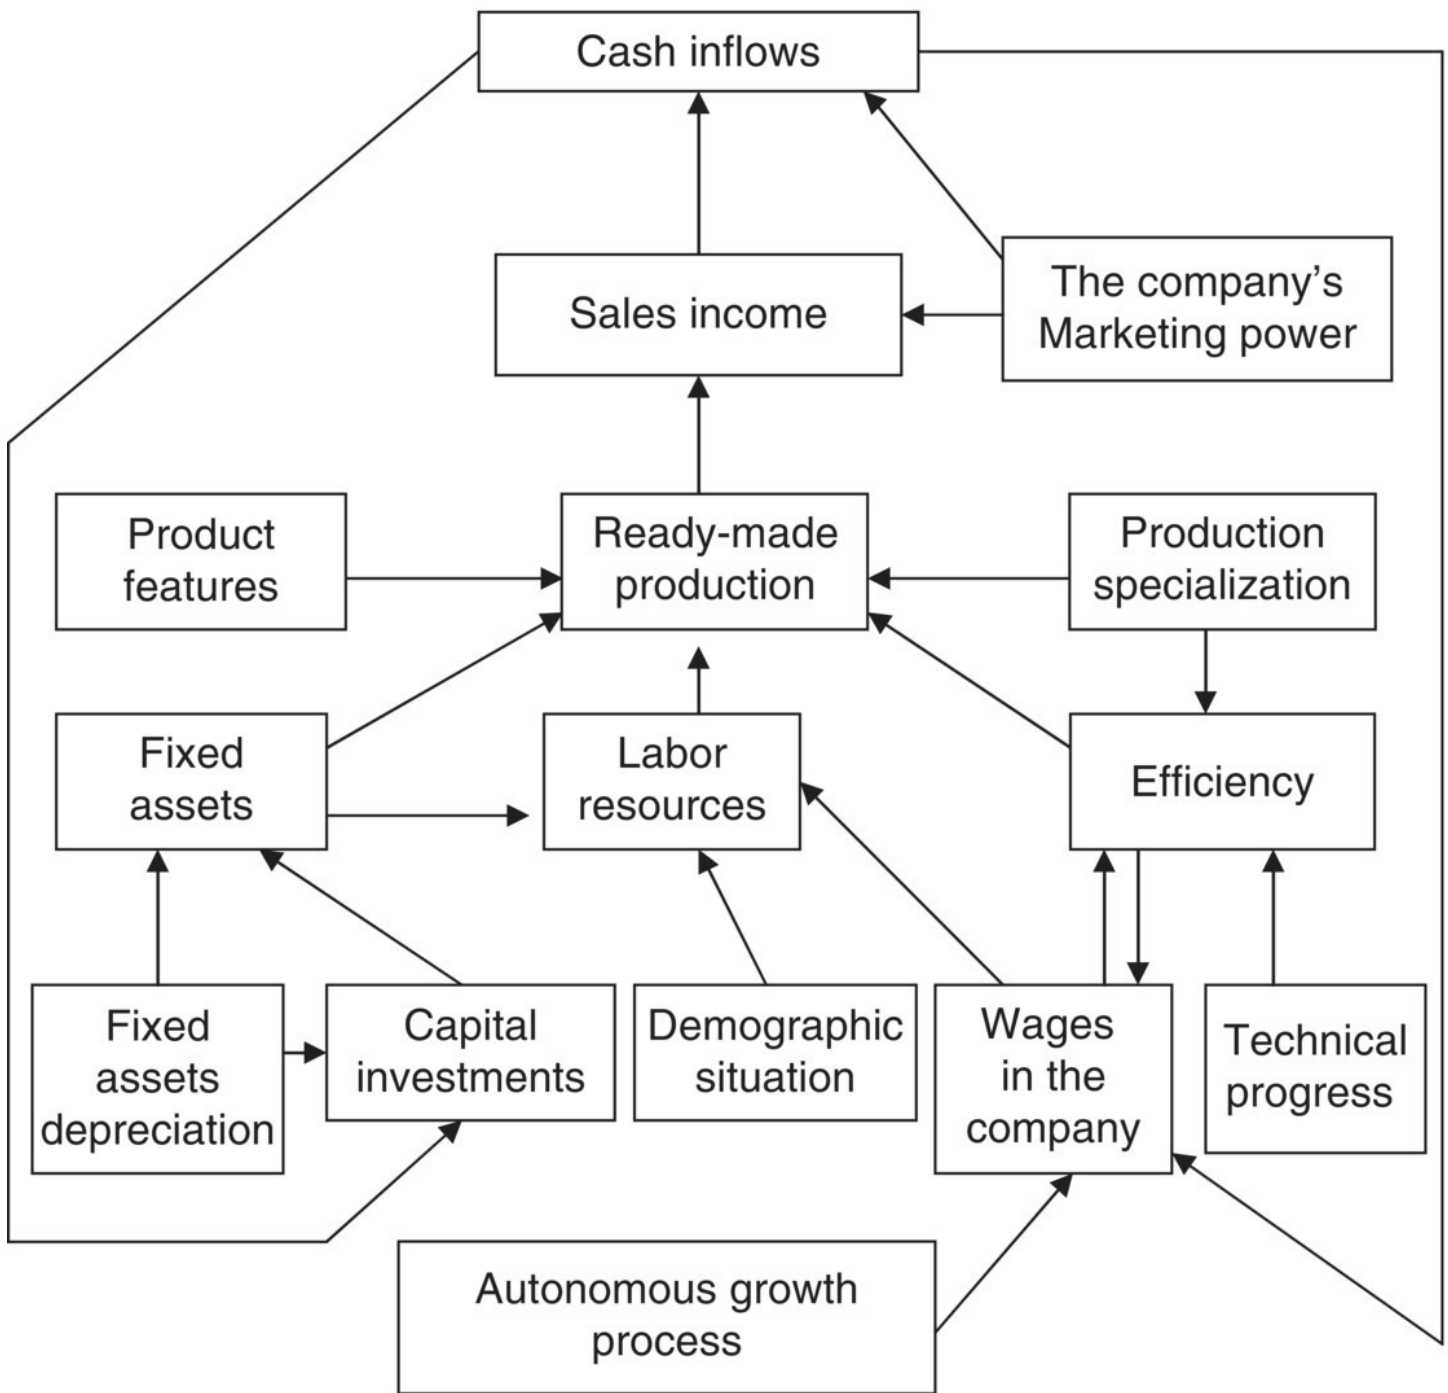 Cash inflows
Sales income
The company’s
Marketing power
Product
features
Ready-made
production
Production
specialization
Fixed
assets
Labor
resources
Efficiency
Fixed
assets
depreciation
Capital
investments
Demographic
situation
Wages
in the
company
Technical
progress
Autonomous growth
process